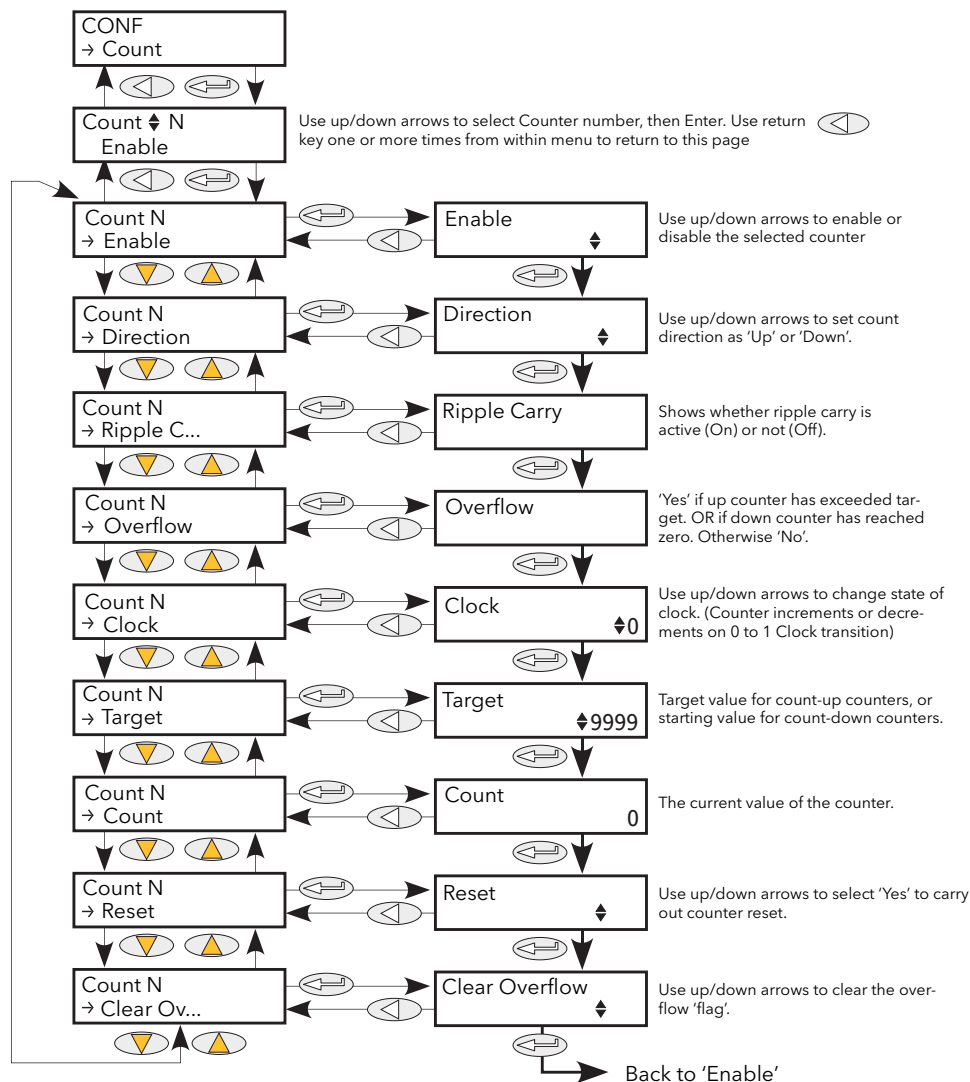 CONF
→ Count
Count ♦ N
Enable
Use up/down arrows to select Counter number, then Enter. Use return
key one or more times from within menu to return to this page
Count N
→ Enable
Enable
Use up/down arrows to enable or
disable the selected counter
Count N
→ Direction
Direction
Use up/down arrows to set count
direction as ‘Up’ or ‘Down’.
Count N
→ Ripple C...
Ripple Carry
Shows whether ripple carry is
active (On) or not (Off).
Count N
→ Overflow
Overflow
‘Yes’ if up counter has exceeded tar-
get. OR if down counter has reached
zero. Otherwise ‘No’.
Count N
→ Clock
Clock
♦0
Use up/down arrows to change state of
clock. (Counter increments or decre-
ments on 0 to 1 Clock transition)
Count N
→ Target
Target
♦9999
Target value for count-up counters, or
starting value for count-down counters.
Count N
→ Count
Count
0
The current value of the counter.
Count N
→ Reset
Reset
Use up/down arrows to select ‘Yes’ to carry
out counter reset.
Count N
→ Clear Ov...
Clear Overflow
Use up/down arrows to clear the over-
flow ‘flag’.
Back to ‘Enable’